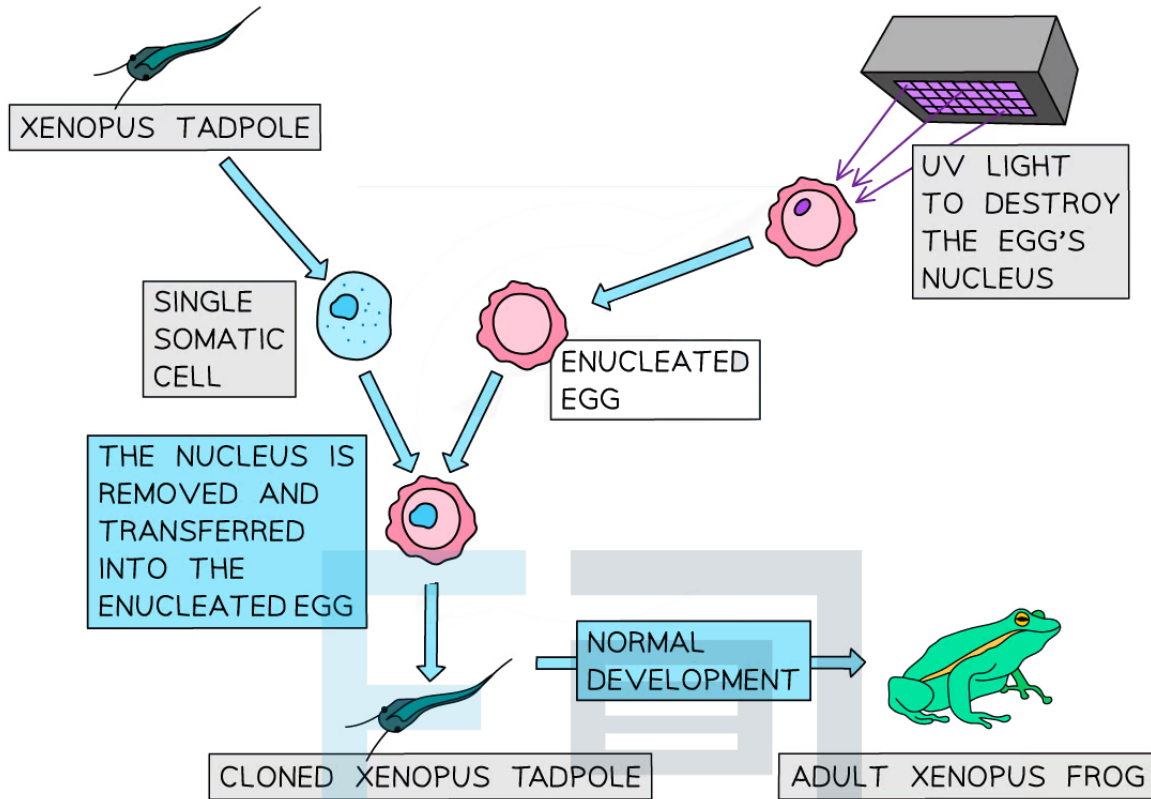 XENOPUS TADPOLE
UV LIGHT
TO DESTROY
THE EGG'S
NUCLEUS
SINGLE
SOMATIC
CELL
ENUCLEATED
EGG
THE NUCLEUS IS
REMOVED AND
TRANSFERRED
INTO THE
ENUCLEATED EGG
NORMAL
DEVELOPMENT
CLONED XENOPUS TADPOLE
ADULT XENOPUS FROG